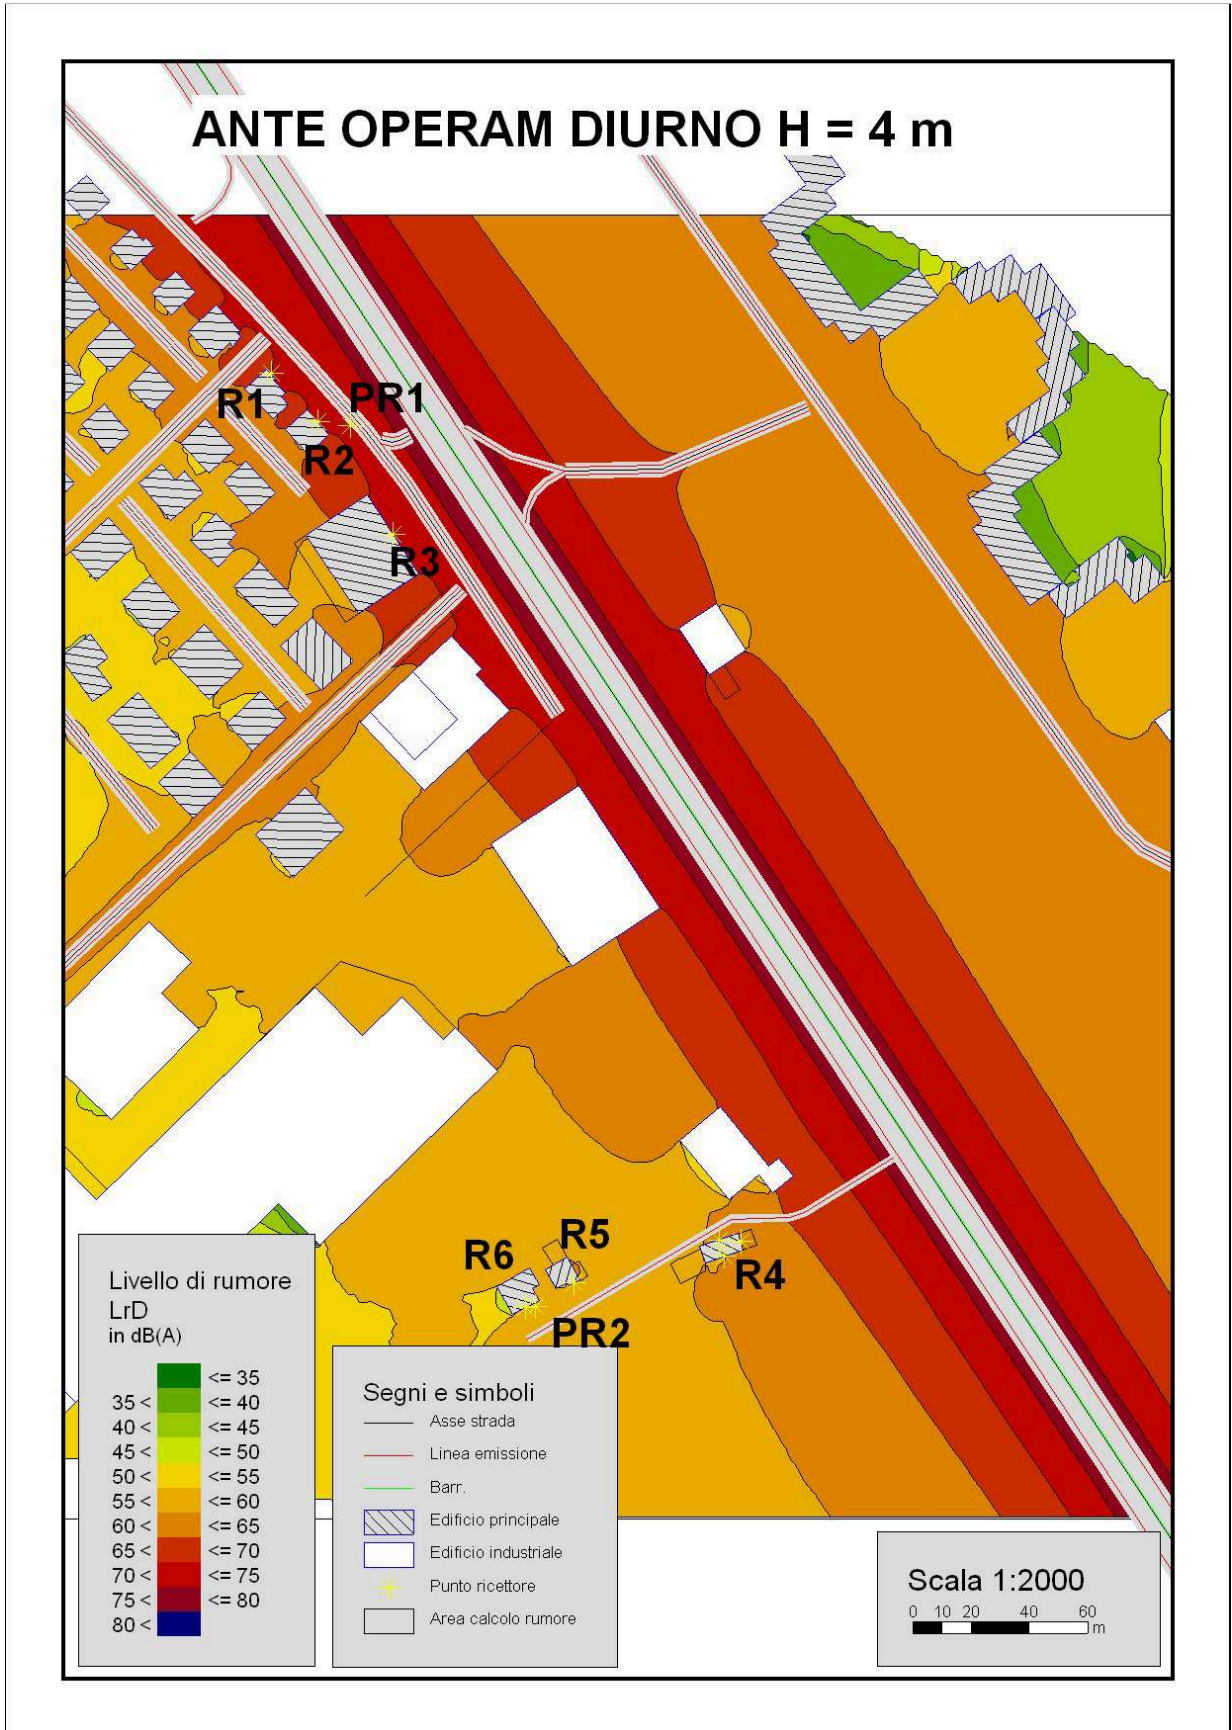 ANTE OPERAM DIURNO H = 4 m
R1
PR1
R2
R3
R5
R6
R4
PR2
Livello di rumore
LrD
in dB(A)
<= 35
35 < <= 40
40 < <= 45
45 < <= 50
50 < <= 55
55 < <= 60
60 < <= 65
65 < <= 70
70 < <= 75
75 < <= 80
80 <
Segni e simboli
Asse strada
Linea emissione
Barr.
Edificio principale
Edificio industriale
Punto ricettore
Area calcolo rumore
Scala 1:2000
0 10 20 40 60
m